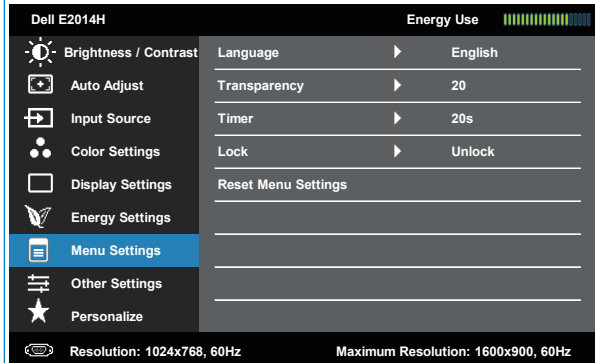 Dell E2014H Energy Use
Brightness / Contrast Language English
Auto Adjust Transparency 20
Input Source Timer 20s
Color Settings Lock Unlock
Display Settings Reset Menu Settings
Energy Settings
Menu Settings
Other Settings
Personalize
Resolution: 1024x768, 60Hz Maximum Resolution: 1600x900, 60Hz